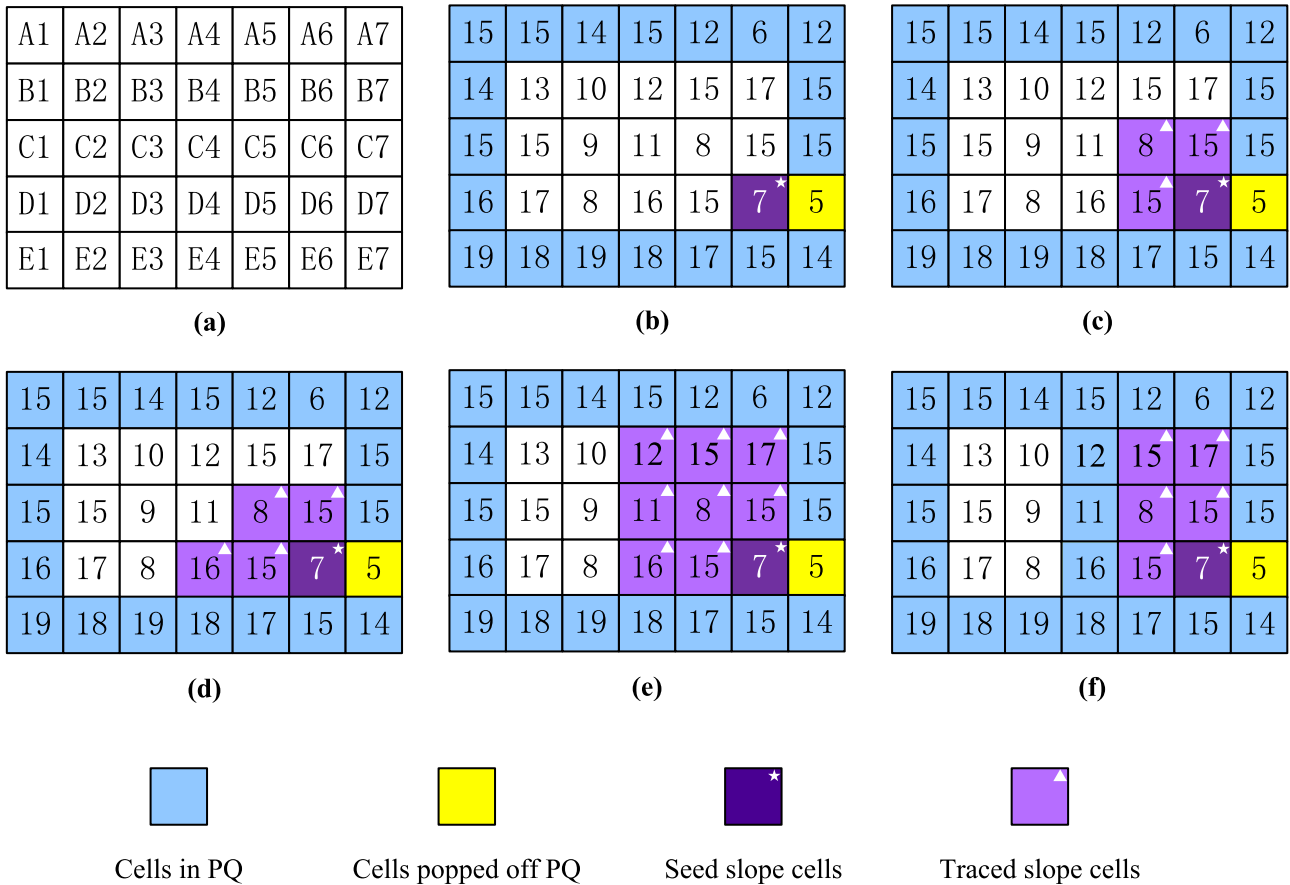 A1 A2 A3 A4 A5 A6 A7
B1 B2 B3 B4 B5 B6 B7
C1 C2 C3 C4 C5 C6 C7
D1 D2 D3 D4 D5 D6 D7
E1 E2 E3 E4 E5 E6 E7
(a)
15 15 14 15 12 6 12
14 13 10 12 15 17 15
15 15 9 11 8 15 15
16 17 8 16 15 7 5
19 18 19 18 17 15 14
(b)
15 15 14 15 12 6 12
14 13 10 12 15 17 15
15 15 9 11 8 15 15
16 17 8 16 15 7 5
19 18 19 18 17 15 14
(c)
15 15 14 15 12 6 12
14 13 10 12 15 17 15
15 15 9 11 8 15 15
16 17 8 16 15 7 5
19 18 19 18 17 15 14
(d)
15 15 14 15 12 6 12
14 13 10 12 15 17 15
15 15 9 11 8 15 15
16 17 8 16 15 7 5
19 18 19 18 17 15 14
(e)
15 15 14 15 12 6 12
14 13 10 12 15 17 15
15 15 9 11 8 15 15
16 17 8 16 15 7 5
19 18 19 18 17 15 14
(f)
Cells in PQ
Cells popped off PQ
Seed slope cells
Traced slope cells